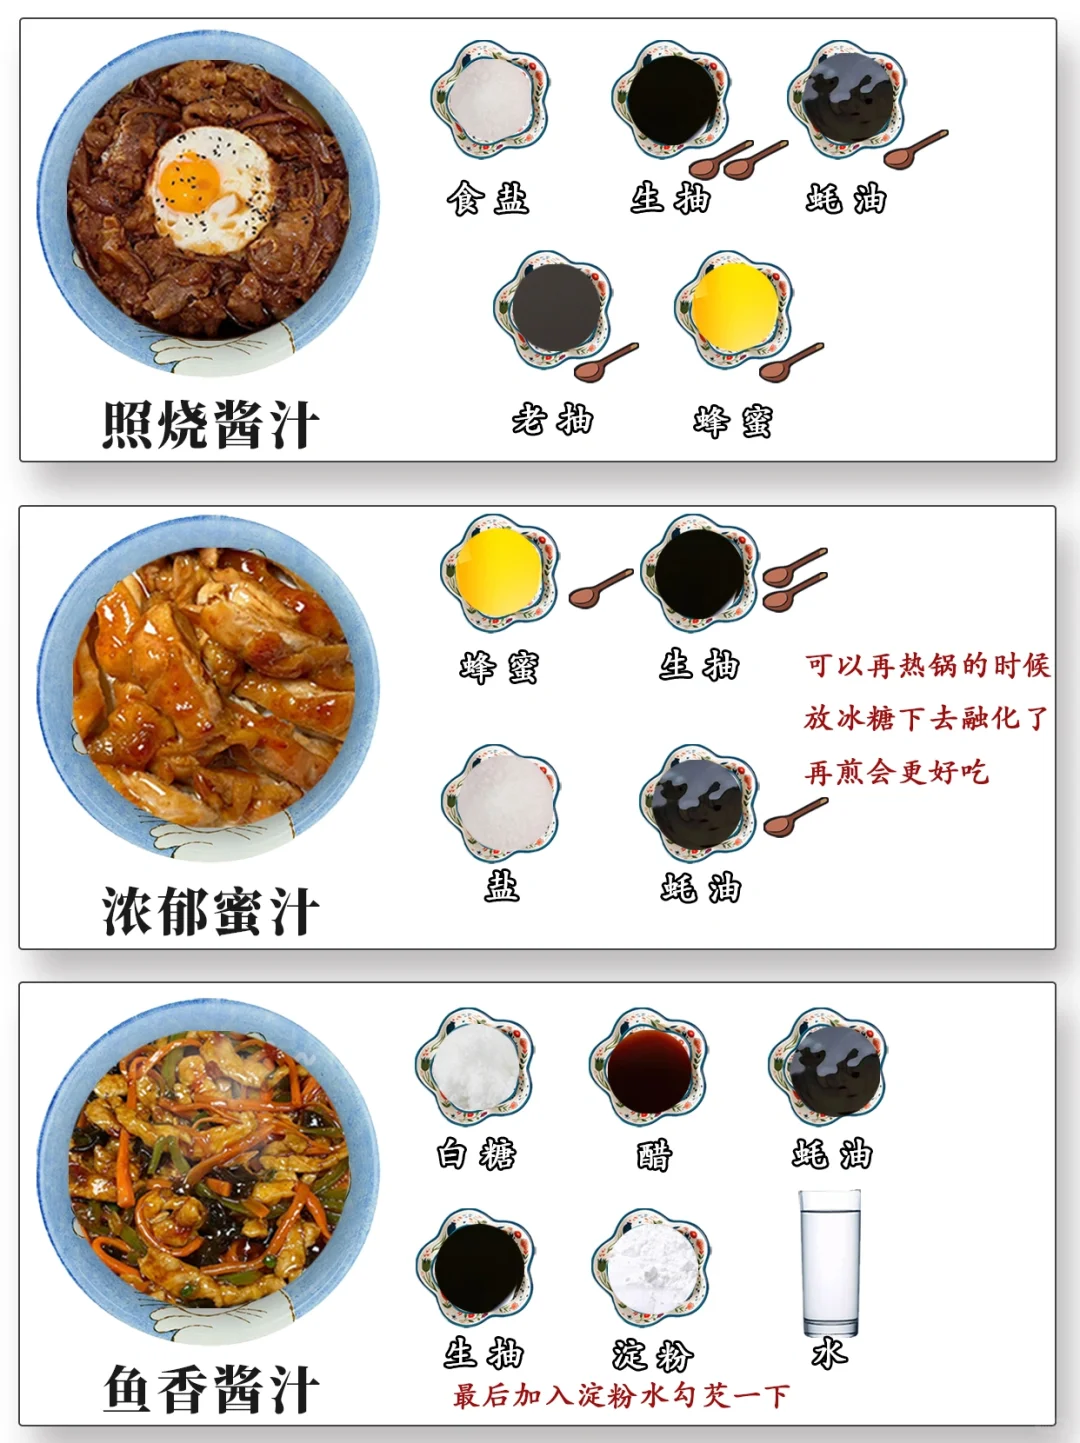 食盐
生抽
蚝油
老抽
蜂蜜
照烧酱汁
蜂蜜
生抽
可以再热锅的时候
放冰糖下去融化了
再煎会更好吃
盐
蚝油
浓郁蜜汁
白糖
醋
蚝油
生抽
淀粉
水
最后加入淀粉水勾芡一下
鱼香酱汁